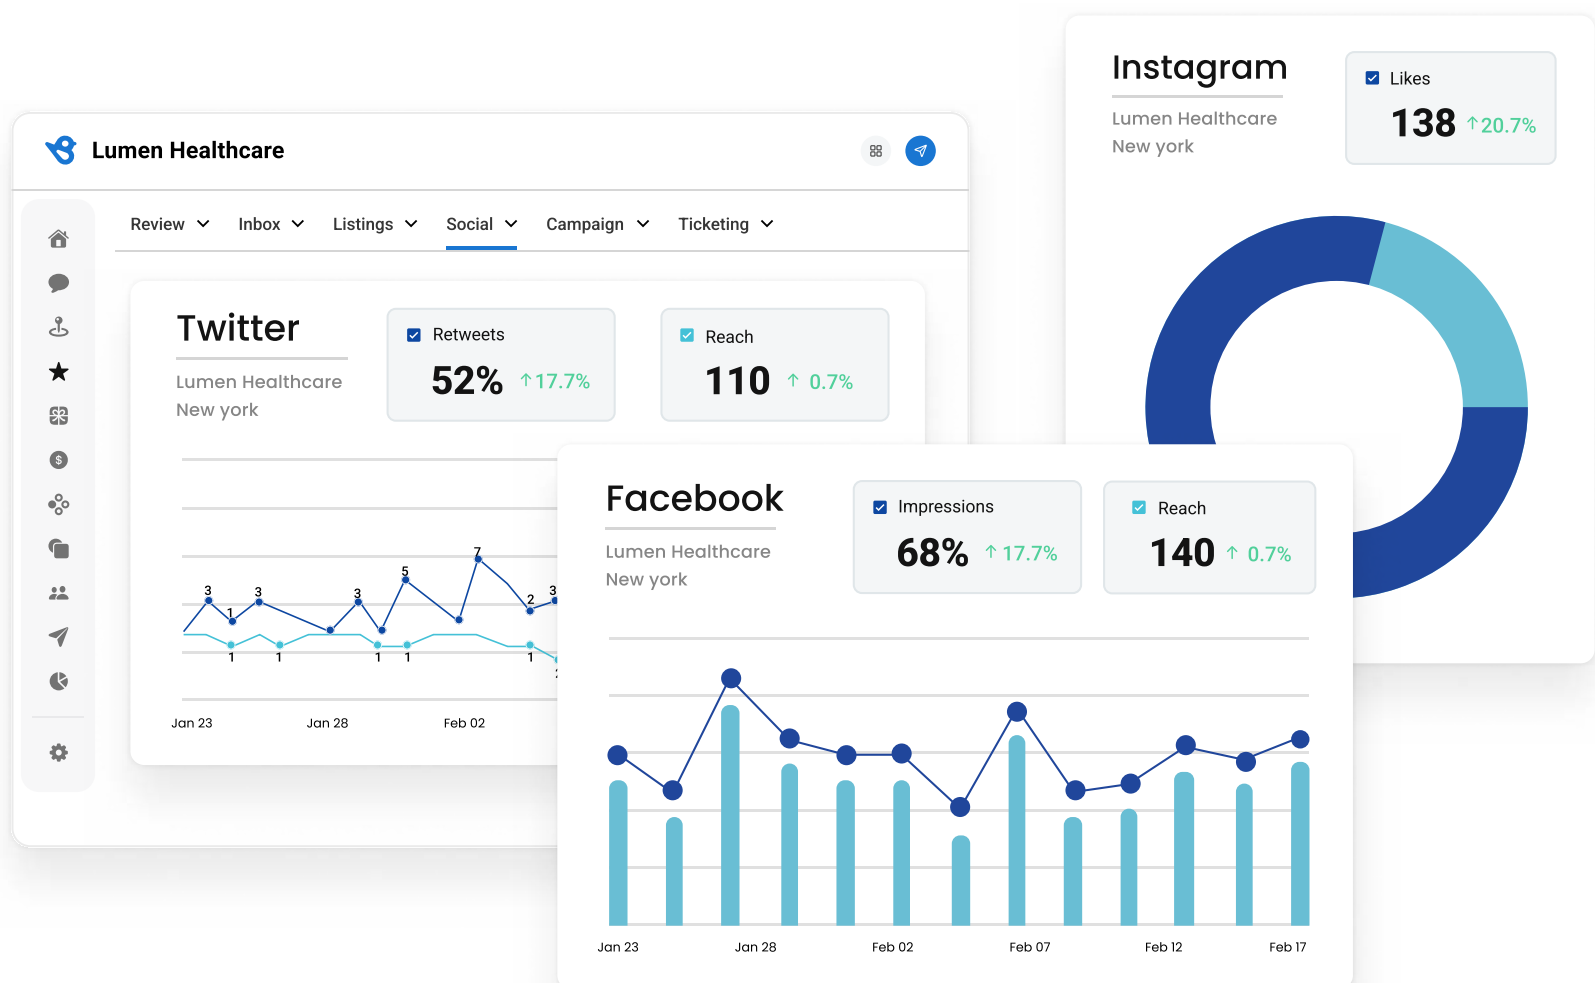 Lumen Healthcare
Review Inbox Listings Social Campaign Ticketing
$
Twitter
Lumen Healthcare
New york
Retweets
52% ↑17.7%
Reach
110 ↑ 0.7%
7
5
3 1 3 3 2 3
1 1 1 1 1
Jan 23 Jan 28 Feb 02
Facebook
Lumen Healthcare
New york
Impressions
68% ↑ 17.7%
Reach
140 ↑ 0.7%
Jan 23 Jan 28 Feb 02 Feb 07 Feb 12 Feb 17
Instagram
Lumen Healthcare
New york
Likes
138 ↑20.7%